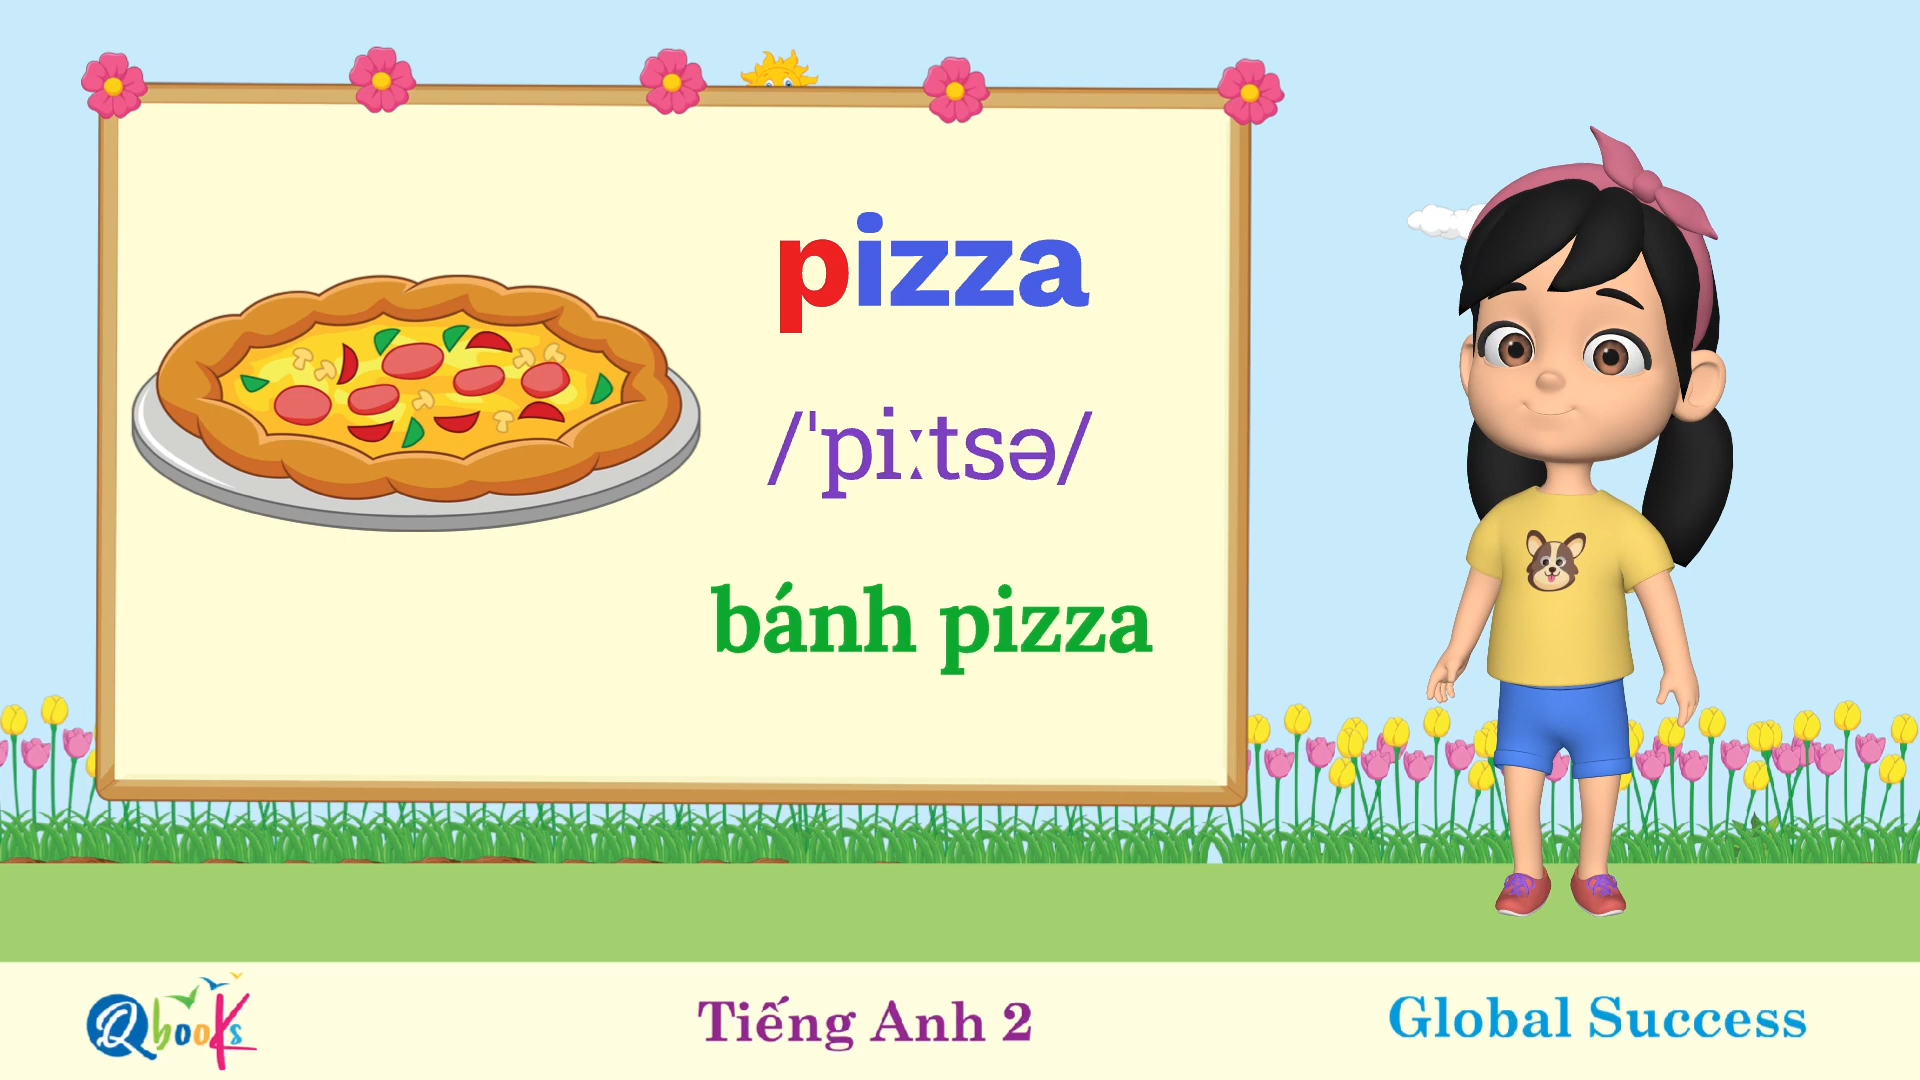 pizza
/ˈpiːtsə/
bánh pizza
Qbooks
Tiếng Anh 2
Global Success